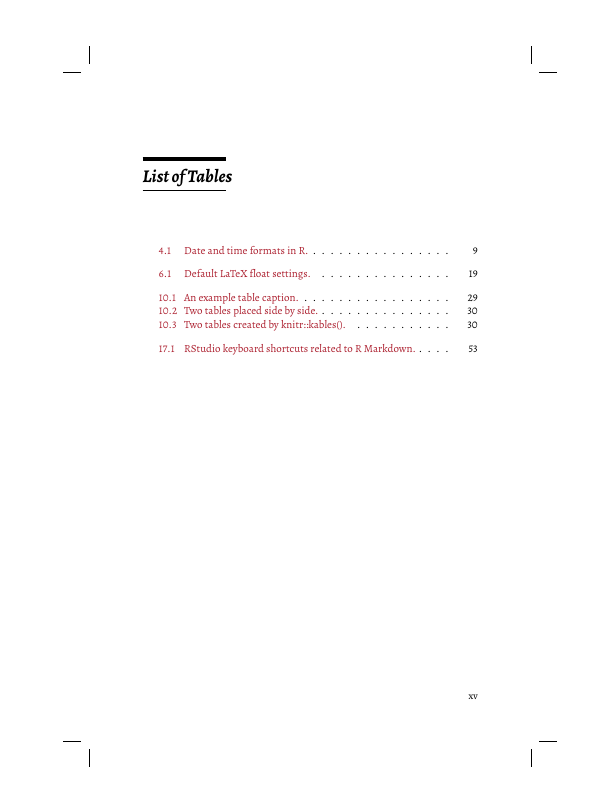 List of Tables
4.1 Date and time formats in R. . . . . . . . . . . . . . . . . 9
6.1 Default LaTeX float settings. . . . . . . . . . . . . . . . 19
10.1 An example table caption. . . . . . . . . . . . . . . . . . 29
10.2 Two tables placed side by side. . . . . . . . . . . . . . . . 30
10.3 Two tables created by knitr::kables(). . . . . . . . . . . . 30
17.1 RStudio keyboard shortcuts related to R Markdown. . . . . 53
xv